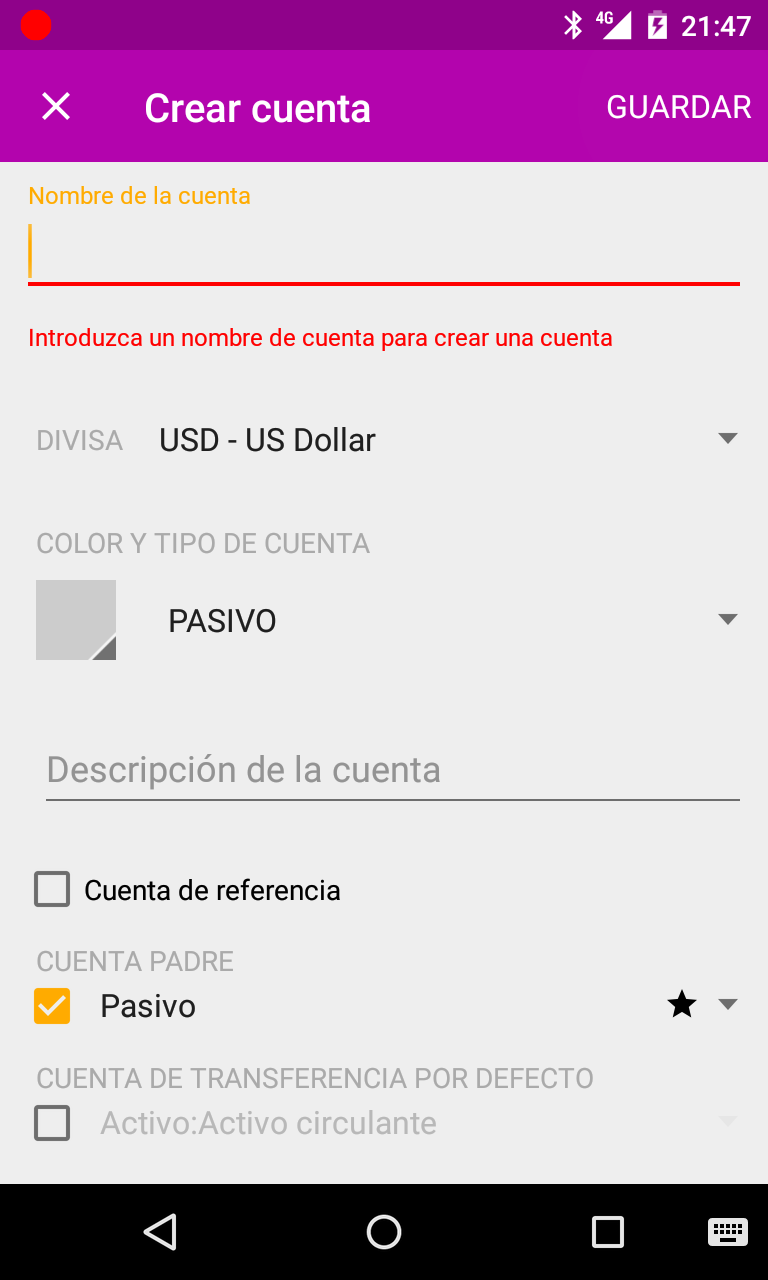 4G 21:47
Crear cuenta GUARDAR
Nombre de la cuenta
Introduzca un nombre de cuenta para crear una cuenta
DIVISA USD - US Dollar
COLOR Y TIPO DE CUENTA
PASIVO
Descripción de la cuenta
Cuenta de referencia
CUENTA PADRE
Pasivo
CUENTA DE TRANSFERENCIA POR DEFECTO
Activo:Activo circulante